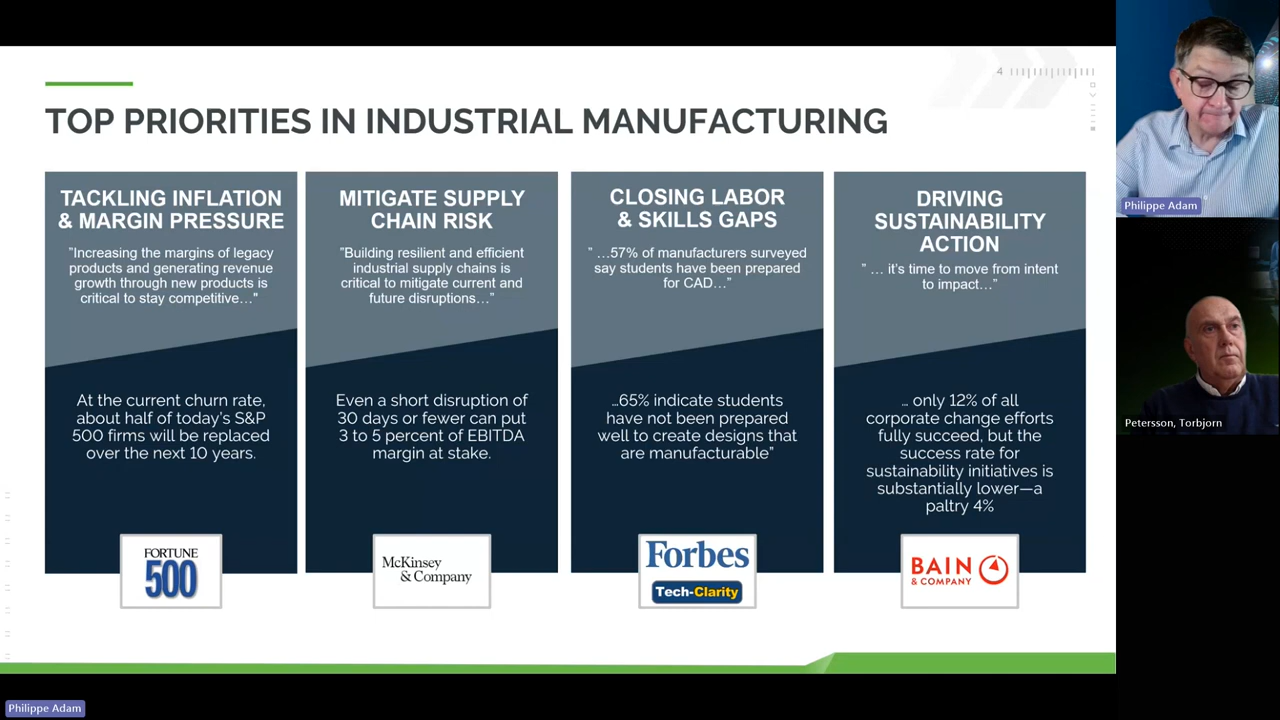 4
TOP PRIORITIES IN INDUSTRIAL MANUFACTURING
TACKLING INFLATION
& MARGIN PRESSURE
"Increasing the margins of legacy
products and generating revenue
growth through new products is
critical to stay competitive…"
At the current churn rate,
about half of today's S&P
500 firms will be replaced
over the next 10 years.
FORTUNE
500
MITIGATE SUPPLY
CHAIN RISK
"Building resilient and efficient
industrial supply chains is
critical to mitigate current and
future disruptions…"
Even a short disruption of
30 days or fewer can put
3 to 5 percent of EBITDA
margin at stake.
McKinsey
& Company
CLOSING LABOR
& SKILLS GAPS
" …57% of manufacturers surveyed
say students have been prepared
for CAD…"
…65% indicate students
have not been prepared
well to create designs that
are manufacturable"
Forbes
Tech-Clarity
DRIVING
SUSTAINABILITY
ACTION
" … it's time to move from intent
to impact…"
… only 12% of all
corporate change efforts
fully succeed, but the
success rate for
sustainability initiatives is
substantially lower—a
paltry 4%
BAIN
& COMPANY
Philippe Adam
Petersson, Torbjorn
Philippe Adam